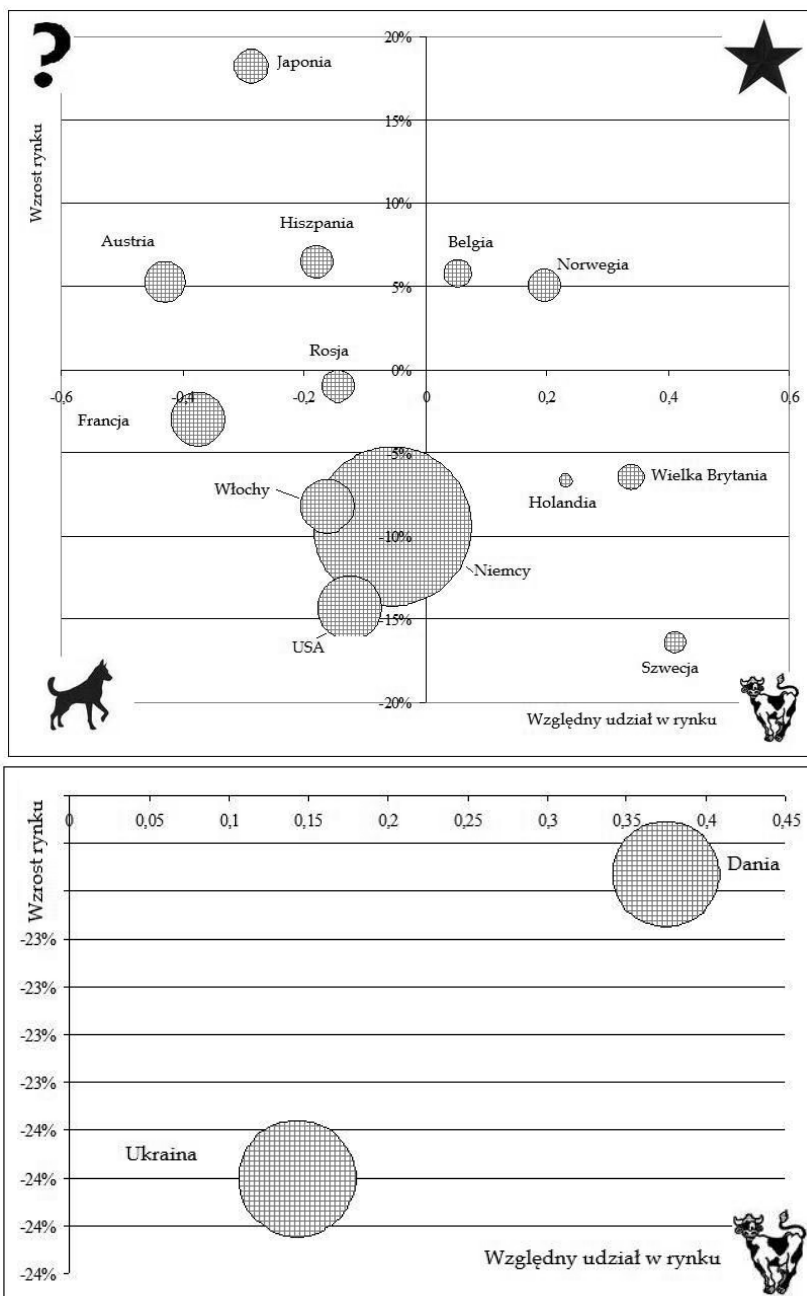 ?
20%
Japonia
Wzrost rynku
15%
10%
Hiszpania
Austria
Belgia
Norwegia
5%
Rosja
0%
-0,6
-0,4
-0,2
0
0,2
0,4
0,6
Francja
-5%
Włochy
Wielka Brytania
Holandia
-10%
Niemcy
-15%
USA
Szwecja
-20%
Względny udział w rynku
0 0,05 0,1 0,15 0,2 0,25 0,3 0,35 0,4 0,45
Wzrost rynku
Dania
-23%
-23%
-23%
-23%
-24%
Ukraina
-24%
-24%
-24%
Względny udział w rynku